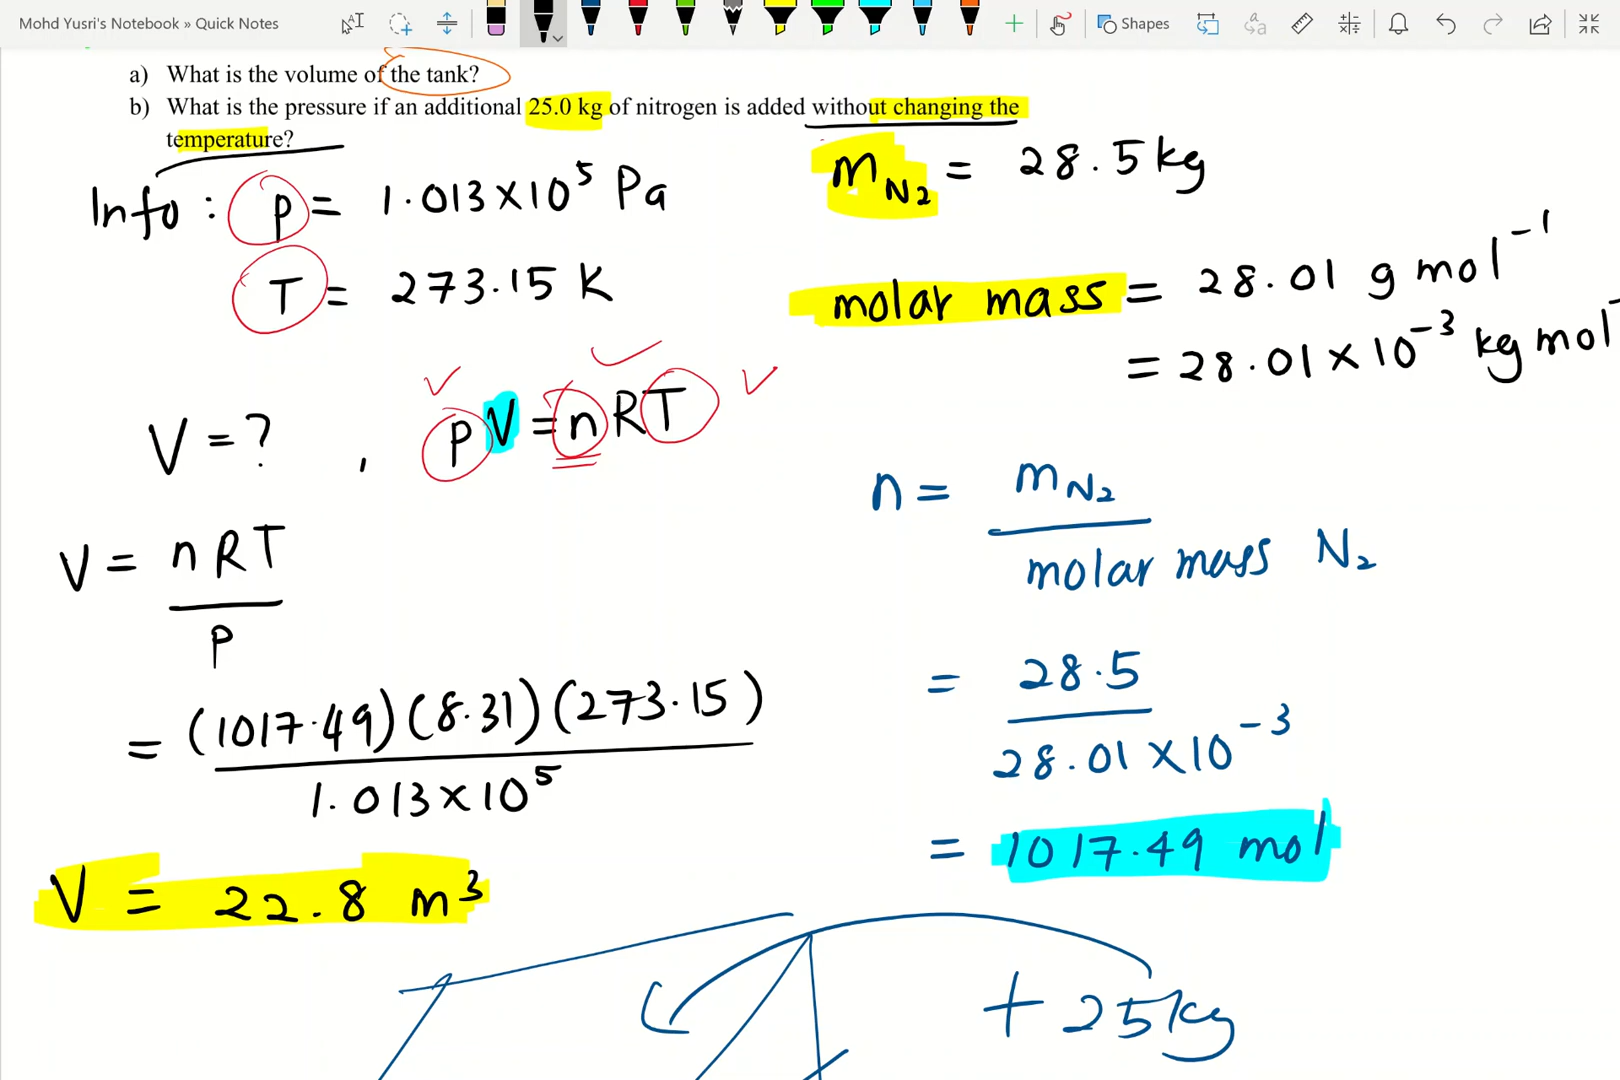 Mohd Yusri's Notebook » Quick Notes
Shapes
a) What is the volume of the tank?
b) What is the pressure if an additional 25.0 kg of nitrogen is added without changing the
temperature?
Info : P = 1.013×10⁵ Pa
T = 273.15 K
V = ? , PV = nRT
V = nRT / P
= (1017.49)(8.31)(273.15) / 1.013×10⁵
V = 22.8 m³
m N₂ = 28.5 kg
molar mass = 28.01 g mol⁻¹
= 28.01×10⁻³ kg mol⁻
n = m N₂ / molar mass N₂
= 28.5 / 28.01×10⁻³
= 1017.49 mol
+ 25kg